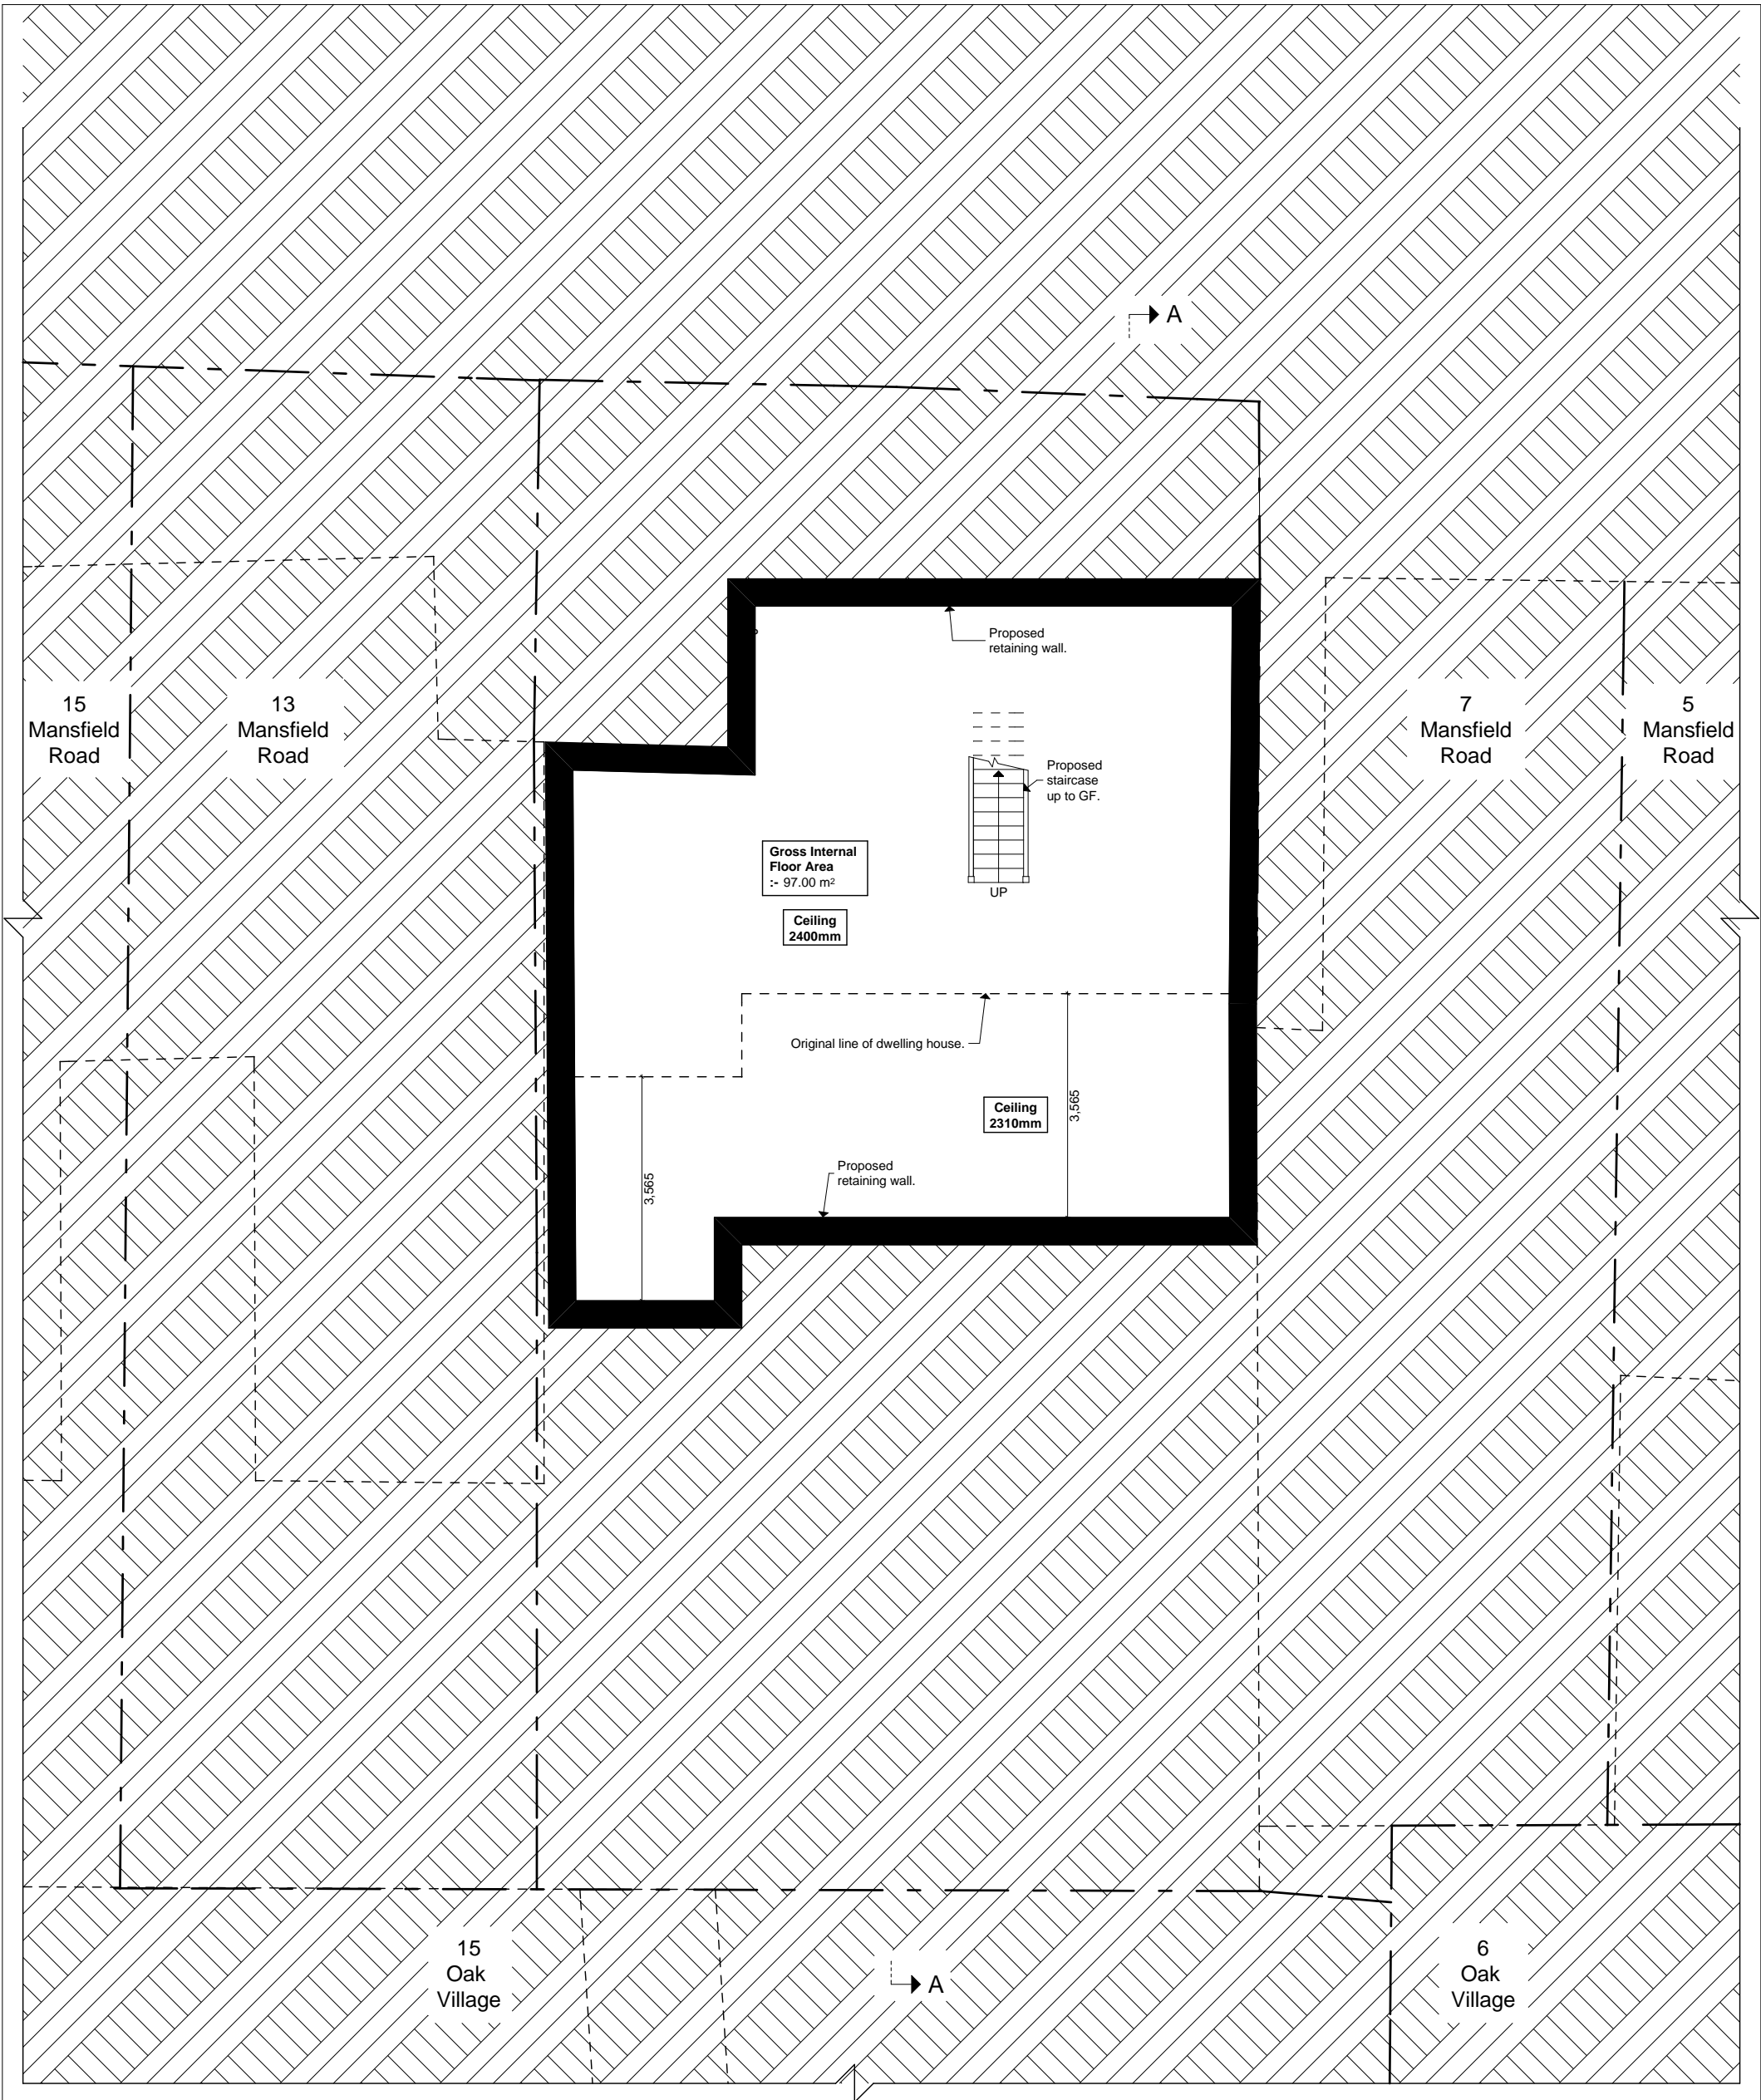 A
Proposed
retaining wall.
15
Mansfield
Road
13
Mansfield
Road
7
Mansfield
Road
5
Mansfield
Road
Proposed
staircase
up to GF.
Gross Internal
Floor Area
:- 97.00 m²
UP
Ceiling
2400mm
Original line of dwelling house.
Ceiling
2310mm
3,565
Proposed
retaining wall.
3,565
15
Oak
Village
A
6
Oak
Village